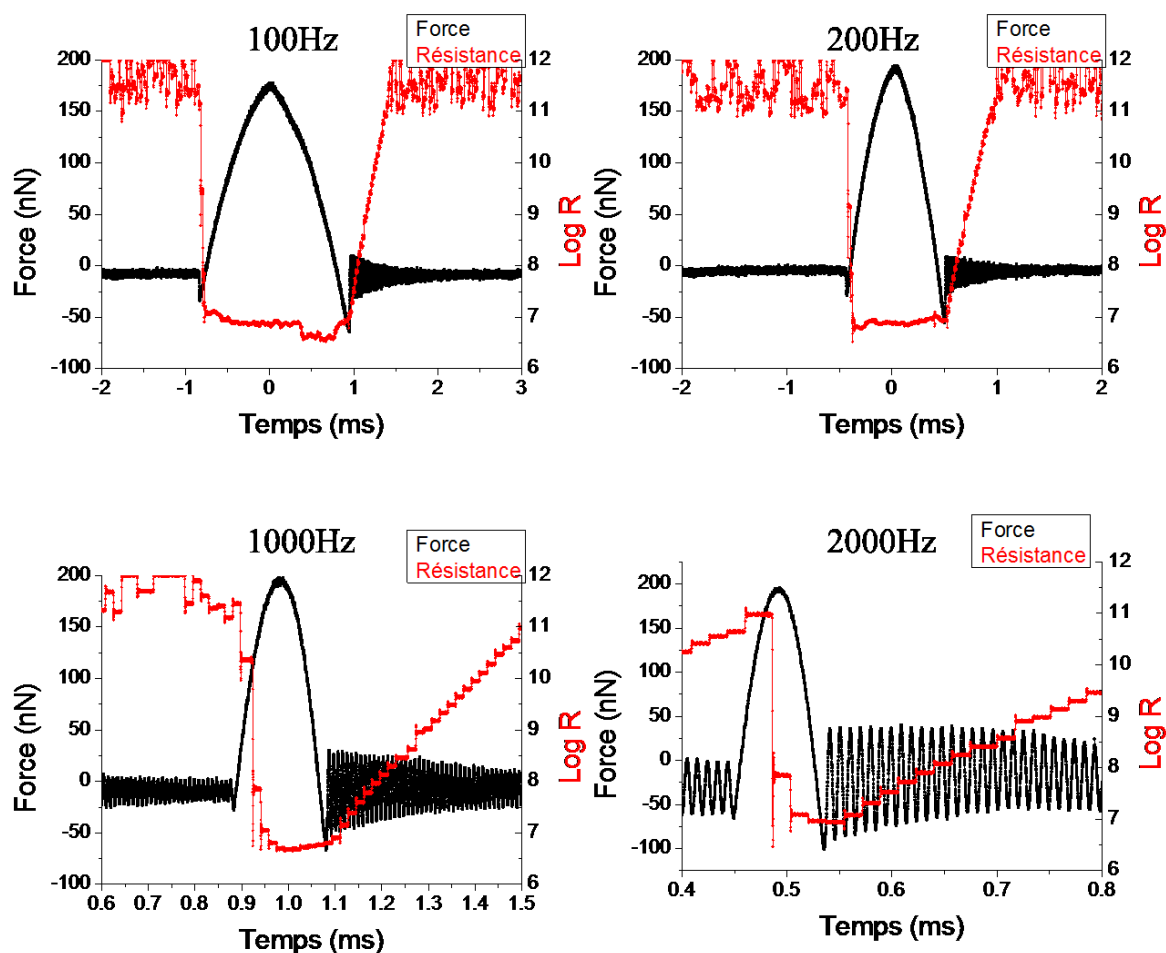 100Hz
Force
Résistance
200
150
100
50
0
-50
-100
12
11
10
9
8
7
6
-2 -1 0 1 2 3
Force (nN)
Log R
Temps (ms)
200Hz
Force
Résistance
200
150
100
50
0
-50
-100
12
11
10
9
8
7
6
-2 -1 0 1 2
Force (nN)
Log R
Temps (ms)
1000Hz
Force
Résistance
200
150
100
50
0
-50
-100
12
11
10
9
8
7
6
0.6 0.7 0.8 0.9 1.0 1.1 1.2 1.3 1.4 1.5
Force (nN)
Log R
Temps (ms)
2000Hz
Force
Résistance
200
150
100
50
0
-50
-100
12
11
10
9
8
7
6
0.4 0.5 0.6 0.7 0.8
Force (nN)
Log R
Temps (ms)